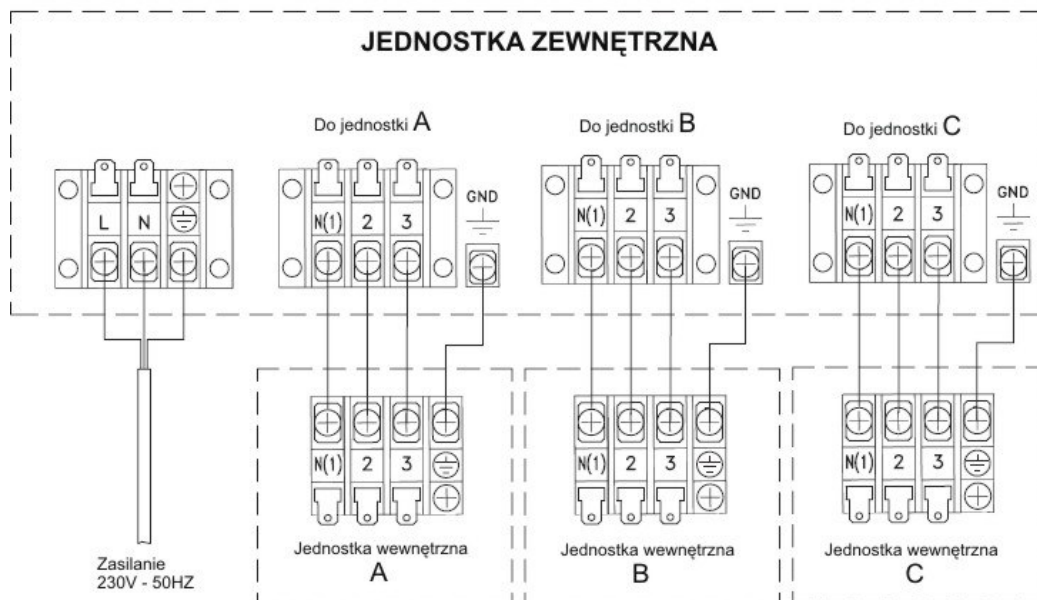 JEDNOSTKA ZEWNĘTRZNA
Do jednostki A
Do jednostki B
Do jednostki C
L N
N(1) 2 3
GND
N(1) 2 3
GND
N(1) 2 3
GND
N(1) 2 3
N(1) 2 3
N(1) 2 3
Zasilanie
230V - 50HZ
Jednostka wewnętrzna
A
Jednostka wewnętrzna
B
Jednostka wewnętrzna
C